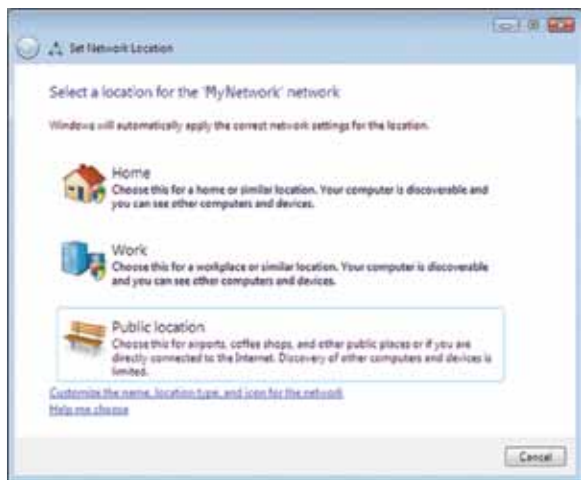 Set Network Location
Select a location for the 'MyNetwork' network
Windows will automatically apply the correct network settings for the location.
Home
Choose this for a home or similar location. Your computer is discoverable and
you can see other computers and devices.
Work
Choose this for a workplace or similar location. Your computer is discoverable
and you can see other computers and devices.
Public location
Choose this for airports, coffee shops, and other public places or if you are
directly connected to the Internet. Discovery of other computers and devices is
limited.
Customize the name, location type, and icon for the network
Help me choose
Cancel